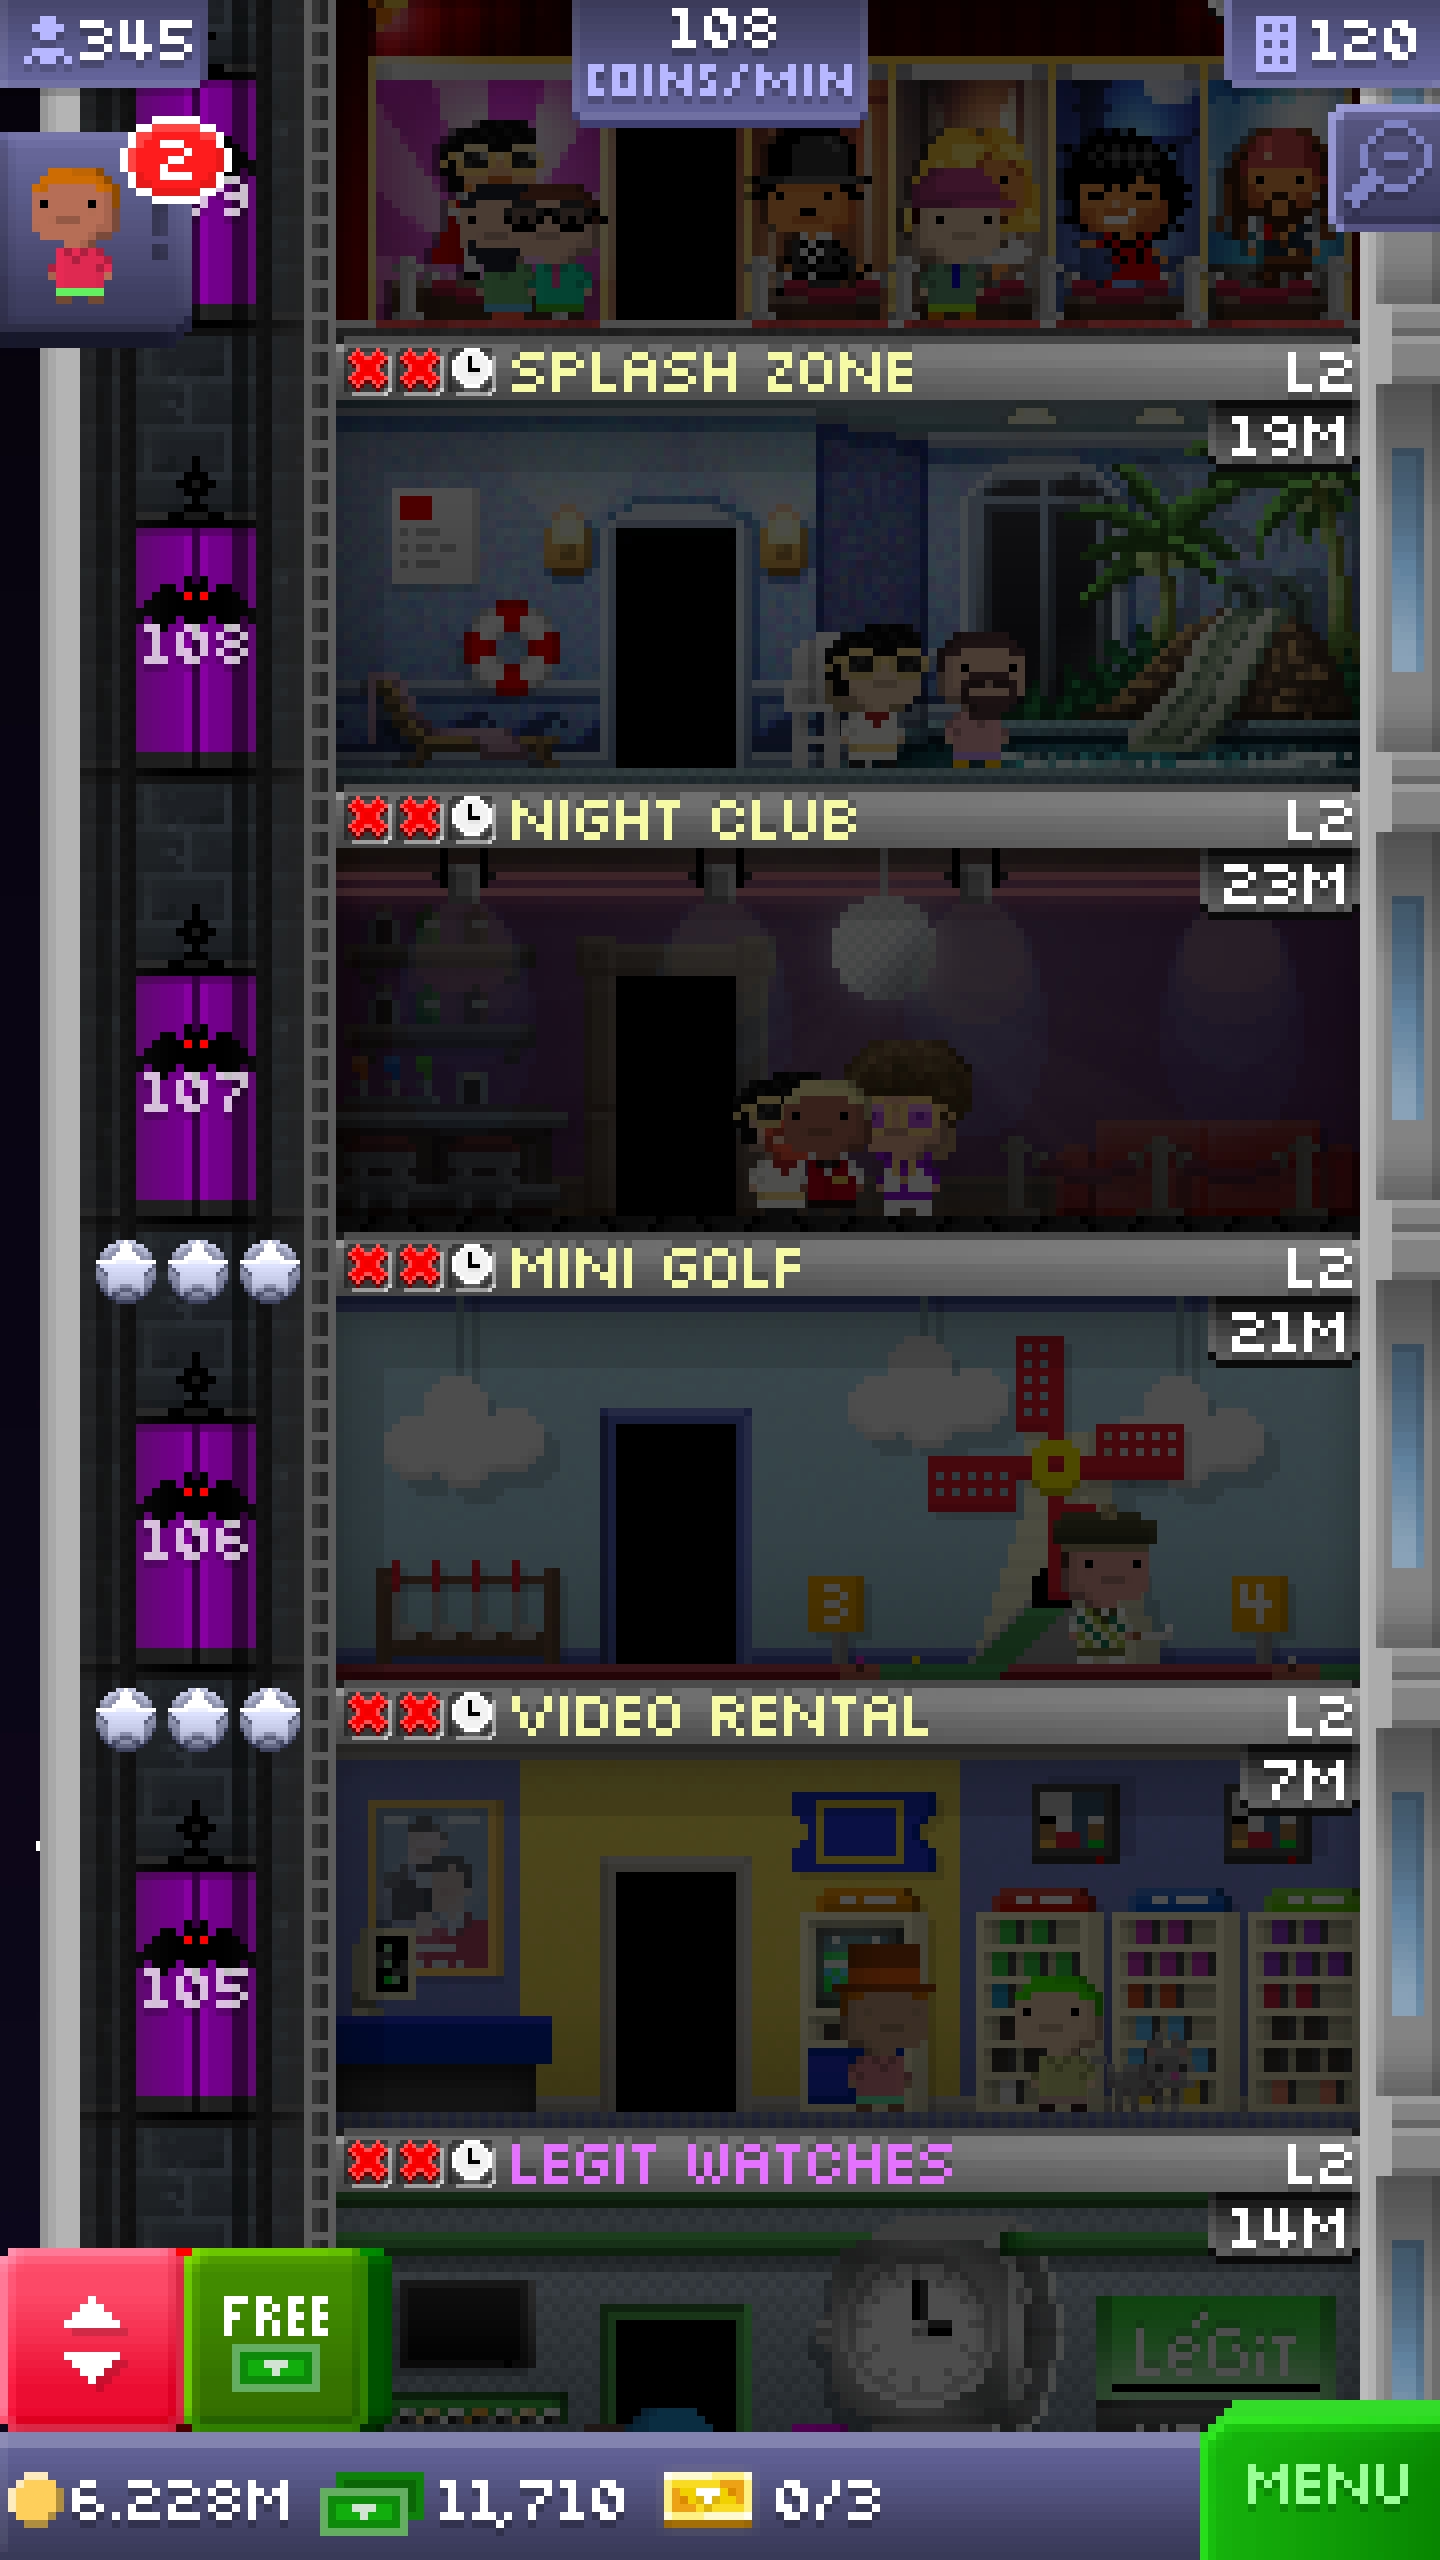 345
108
COINS/MIN
120
2
SPLASH ZONE L2
19M
108
NIGHT CLUB L2
23M
107
MINI GOLF L2
21M
106
3
4
VIDEO RENTAL L2
7M
105
LEGIT WATCHES L2
14M
FREE
LéGiT
6.228M 11,710 0/3
MENU